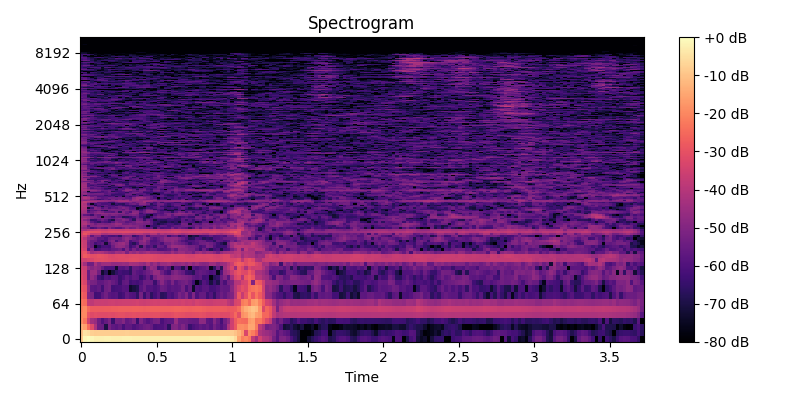 Spectrogram
8192
4096
2048
1024
512
256
128
64
0
Hz
0
0.5
1
1.5
2
2.5
3
3.5
Time
+0 dB
-10 dB
-20 dB
-30 dB
-40 dB
-50 dB
-60 dB
-70 dB
-80 dB